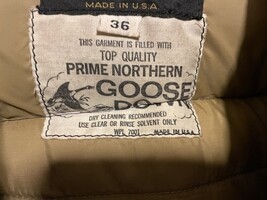 MADE IN U.S.A
36
THIS GARMENT IS FILLED WITH
TOP QUALITY
PRIME NORTHERN
GOOSE
DOWN
DRY CLEANING RECOMMENDED
USE CLEAR OR RINSE SOLVENT ONLY
WPL 7001 MADE IN U.S.A.